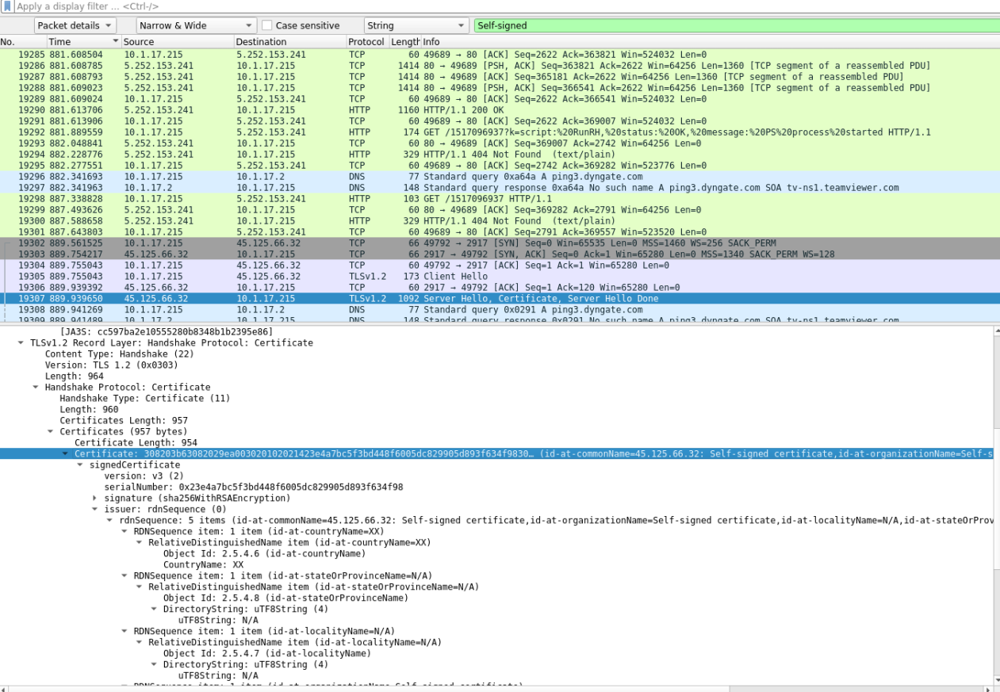 Apply a display filter ... <Ctrl-/>
Packet details Narrow & Wide Case sensitive String Self-signed
No. Time Source Destination Protocol Length Info
19285 881.608504 10.1.17.215 5.252.153.241 TCP 60 49689 → 80 [ACK] Seq=2622 Ack=363821 Win=524032 Len=0
19286 881.608785 5.252.153.241 10.1.17.215 TCP 1414 80 → 49689 [PSH, ACK] Seq=363821 Ack=2622 Win=64256 Len=1360 [TCP segment of a reassembled PDU]
19287 881.608793 5.252.153.241 10.1.17.215 TCP 1414 80 → 49689 [ACK] Seq=365181 Ack=2622 Win=64256 Len=1360 [TCP segment of a reassembled PDU]
19288 881.609023 5.252.153.241 10.1.17.215 TCP 1414 80 → 49689 [PSH, ACK] Seq=366541 Ack=2622 Win=64256 Len=1360 [TCP segment of a reassembled PDU]
19289 881.609024 10.1.17.215 5.252.153.241 TCP 60 49689 → 80 [ACK] Seq=2622 Ack=366541 Win=524032 Len=0
19290 881.613706 5.252.153.241 10.1.17.215 HTTP 1160 HTTP/1.1 200 OK
19291 881.613906 10.1.17.215 5.252.153.241 TCP 60 49689 → 80 [ACK] Seq=2622 Ack=369007 Win=524032 Len=0
19292 881.889559 10.1.17.215 5.252.153.241 HTTP 174 GET /1517096937?k=script:%20RunRH,%20status:%20OK,%20message:%20PS%20process%20started HTTP/1.1
19293 882.048841 5.252.153.241 10.1.17.215 TCP 60 80 → 49689 [ACK] Seq=369007 Ack=2742 Win=64256 Len=0
19294 882.228776 5.252.153.241 10.1.17.215 HTTP 329 HTTP/1.1 404 Not Found (text/plain)
19295 882.277551 10.1.17.215 5.252.153.241 TCP 60 49689 → 80 [ACK] Seq=2742 Ack=369282 Win=523776 Len=0
19296 882.341693 10.1.17.215 10.1.17.2 DNS 77 Standard query 0xa64a A ping3.dyngate.com
19297 882.341963 10.1.17.2 10.1.17.215 DNS 148 Standard query response 0xa64a No such name A ping3.dyngate.com SOA tv-ns1.teamviewer.com
19298 887.338828 10.1.17.215 5.252.153.241 HTTP 103 GET /1517096937 HTTP/1.1
19299 887.493626 5.252.153.241 10.1.17.215 TCP 60 80 → 49689 [ACK] Seq=369282 Ack=2791 Win=64256 Len=0
19300 887.588658 5.252.153.241 10.1.17.215 HTTP 329 HTTP/1.1 404 Not Found (text/plain)
19301 887.643803 10.1.17.215 5.252.153.241 TCP 60 49689 → 80 [ACK] Seq=2791 Ack=369557 Win=523520 Len=0
19302 889.561525 10.1.17.215 45.125.66.32 TCP 66 49792 → 2917 [SYN] Seq=0 Win=65535 Len=0 MSS=1460 WS=256 SACK_PERM
19303 889.754217 45.125.66.32 10.1.17.215 TCP 66 2917 → 49792 [SYN, ACK] Seq=0 Ack=1 Win=65280 Len=0 MSS=1340 SACK_PERM WS=128
19304 889.755043 10.1.17.215 45.125.66.32 TCP 60 49792 → 2917 [ACK] Seq=1 Ack=1 Win=65280 Len=0
19305 889.755043 10.1.17.215 45.125.66.32 TLSv1.2 173 Client Hello
19306 889.939392 45.125.66.32 10.1.17.215 TCP 60 2917 → 49792 [ACK] Seq=1 Ack=120 Win=65280 Len=0
19307 889.939650 45.125.66.32 10.1.17.215 TLSv1.2 1092 Server Hello, Certificate, Server Hello Done
19308 889.941269 10.1.17.215 10.1.17.2 DNS 77 Standard query 0x0291 A ping3.dyngate.com
19309 889.941489 10.1.17.2 10.1.17.215 DNS 148 Standard query response 0x0291 No such name A ping3.dyngate.com SOA tv-ns1.teamviewer.com
[JA3S: cc597ba2e10555280b8348b1b2395e86]
TLSv1.2 Record Layer: Handshake Protocol: Certificate
Content Type: Handshake (22)
Version: TLS 1.2 (0x0303)
Length: 964
Handshake Protocol: Certificate
Handshake Type: Certificate (11)
Length: 960
Certificates Length: 957
Certificates (957 bytes)
Certificate Length: 954
Certificate: 308203b63082029ea003020102021423e4a7bc5f3bd448f6005dc829905d893f634f9830… (id-at-commonName=45.125.66.32: Self-signed certificate,id-at-organizationName=Self-s
signedCertificate
version: v3 (2)
serialNumber: 0x23e4a7bc5f3bd448f6005dc829905d893f634f98
signature (sha256WithRSAEncryption)
issuer: rdnSequence (0)
rdnSequence: 5 items (id-at-commonName=45.125.66.32: Self-signed certificate,id-at-organizationName=Self-signed certificate,id-at-localityName=N/A,id-at-stateOrProv
RDNSequence item: 1 item (id-at-countryName=XX)
RelativeDistinguishedName item (id-at-countryName=XX)
Object Id: 2.5.4.6 (id-at-countryName)
CountryName: XX
RDNSequence item: 1 item (id-at-stateOrProvinceName=N/A)
RelativeDistinguishedName item (id-at-stateOrProvinceName=N/A)
Object Id: 2.5.4.8 (id-at-stateOrProvinceName)
DirectoryString: uTF8String (4)
uTF8String: N/A
RDNSequence item: 1 item (id-at-localityName=N/A)
RelativeDistinguishedName item (id-at-localityName=N/A)
Object Id: 2.5.4.7 (id-at-localityName)
DirectoryString: uTF8String (4)
uTF8String: N/A
RDNSequence item: 1 item (id-at-organizationName=Self-signed certificate)